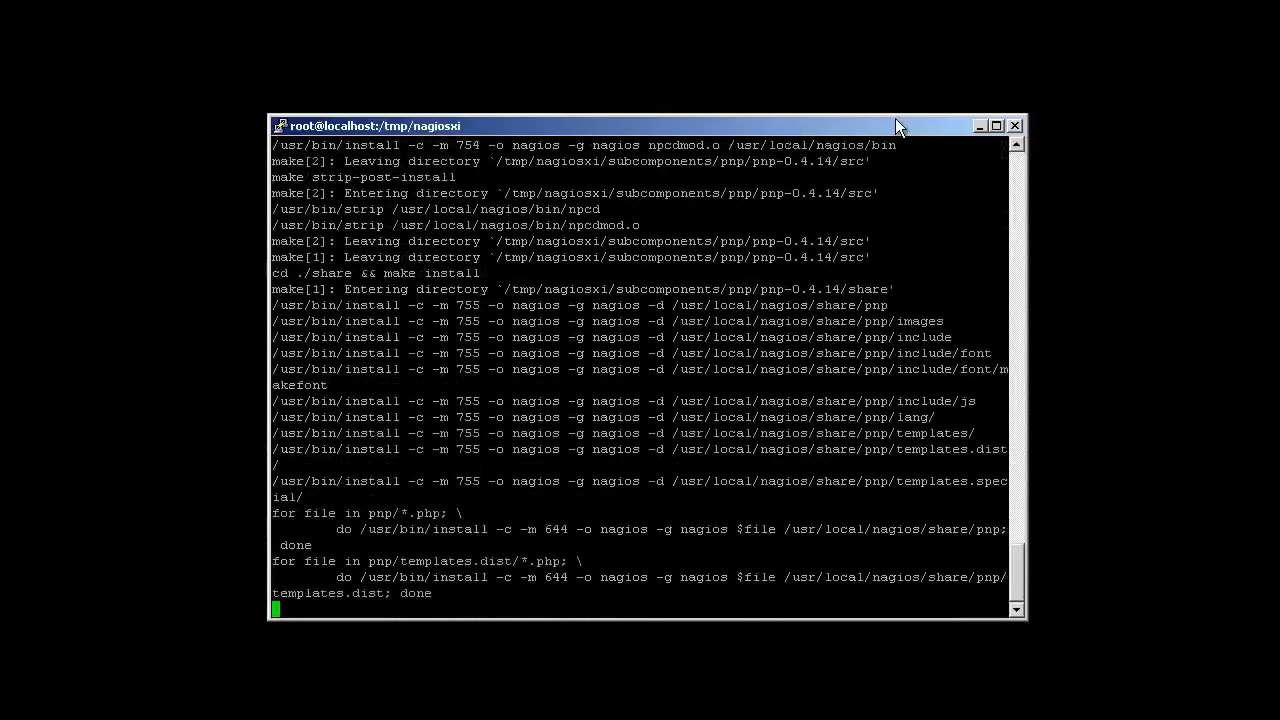 root@localhost:/tmp/nagiosxi
/usr/bin/install -c -m 754 -o nagios -g nagios npcdmod.o /usr/local/nagios/bin
make[2]: Leaving directory `/tmp/nagiosxi/subcomponents/pnp/pnp-0.4.14/src'
make strip-post-install
make[2]: Entering directory `/tmp/nagiosxi/subcomponents/pnp/pnp-0.4.14/src'
/usr/bin/strip /usr/local/nagios/bin/npcd
/usr/bin/strip /usr/local/nagios/bin/npcdmod.o
make[2]: Leaving directory `/tmp/nagiosxi/subcomponents/pnp/pnp-0.4.14/src'
make[1]: Leaving directory `/tmp/nagiosxi/subcomponents/pnp/pnp-0.4.14/src'
cd ./share && make install
make[1]: Entering directory `/tmp/nagiosxi/subcomponents/pnp/pnp-0.4.14/share'
/usr/bin/install -c -m 755 -o nagios -g nagios -d /usr/local/nagios/share/pnp
/usr/bin/install -c -m 755 -o nagios -g nagios -d /usr/local/nagios/share/pnp/images
/usr/bin/install -c -m 755 -o nagios -g nagios -d /usr/local/nagios/share/pnp/include
/usr/bin/install -c -m 755 -o nagios -g nagios -d /usr/local/nagios/share/pnp/include/font
/usr/bin/install -c -m 755 -o nagios -g nagios -d /usr/local/nagios/share/pnp/include/font/m
akefont
/usr/bin/install -c -m 755 -o nagios -g nagios -d /usr/local/nagios/share/pnp/include/js
/usr/bin/install -c -m 755 -o nagios -g nagios -d /usr/local/nagios/share/pnp/lang/
/usr/bin/install -c -m 755 -o nagios -g nagios -d /usr/local/nagios/share/pnp/templates/
/usr/bin/install -c -m 755 -o nagios -g nagios -d /usr/local/nagios/share/pnp/templates.dist
/
/usr/bin/install -c -m 755 -o nagios -g nagios -d /usr/local/nagios/share/pnp/templates.spec
ial/
for file in pnp/*.php; \
        do /usr/bin/install -c -m 644 -o nagios -g nagios $file /usr/local/nagios/share/pnp;
 done
for file in pnp/templates.dist/*.php; \
        do /usr/bin/install -c -m 644 -o nagios -g nagios $file /usr/local/nagios/share/pnp/
templates.dist; done